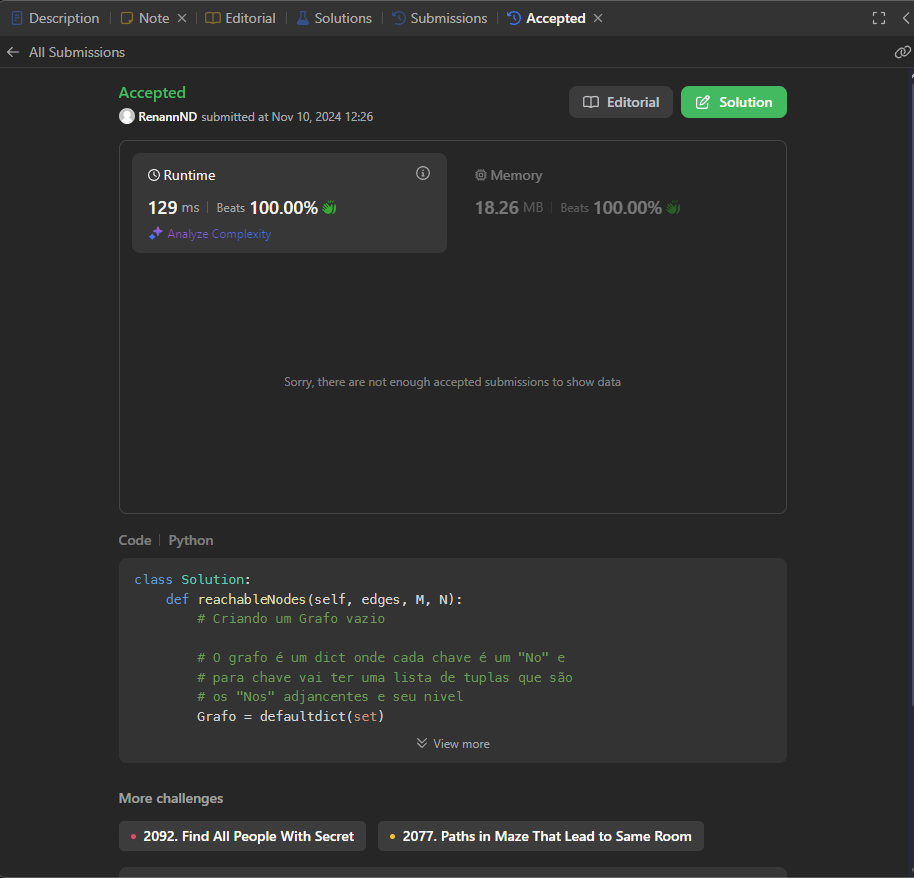 Description Note Editorial Solutions Submissions Accepted
All Submissions
Accepted
RenannND submitted at Nov 10, 2024 12:26
Editorial
Solution
Runtime
129 ms Beats 100.00%
Analyze Complexity
Memory
18.26 MB Beats 100.00%
Sorry, there are not enough accepted submissions to show data
Code Python
class Solution:
    def reachableNodes(self, edges, M, N):
        # Criando um Grafo vazio
        # O grafo é um dict onde cada chave é um "No" e
        # para chave vai ter uma lista de tuplas que são
        # os "Nos" adjancentes e seu nivel
        Grafo = defaultdict(set)
View more
More challenges
2092. Find All People With Secret
2077. Paths in Maze That Lead to Same Room